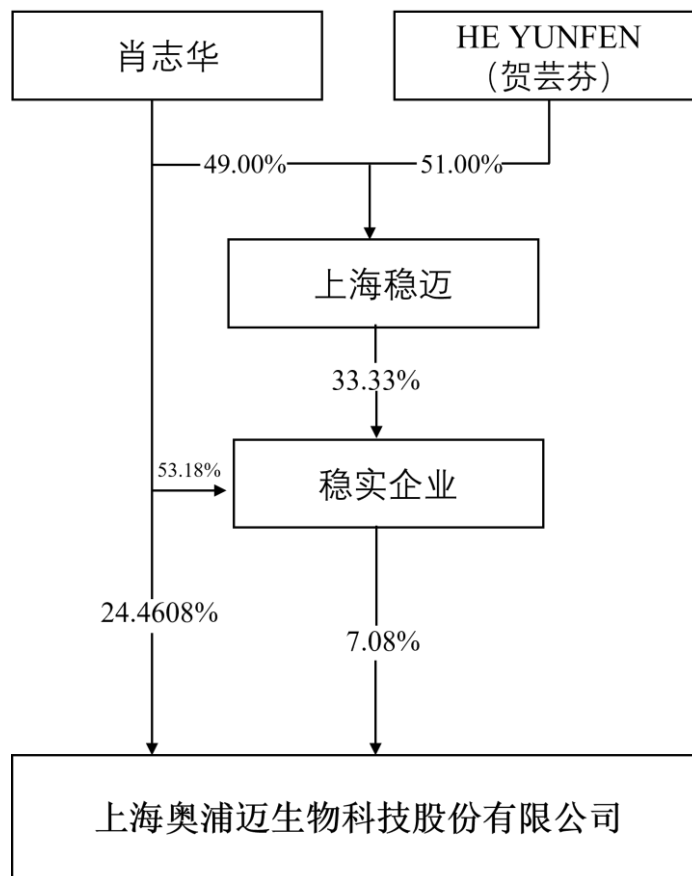 肖志华
HE YUNFEN
（贺芸芬）
49.00%
51.00%
上海稳迈
33.33%
53.18%
稳实企业
24.4608%
7.08%
上海奥浦迈生物科技股份有限公司